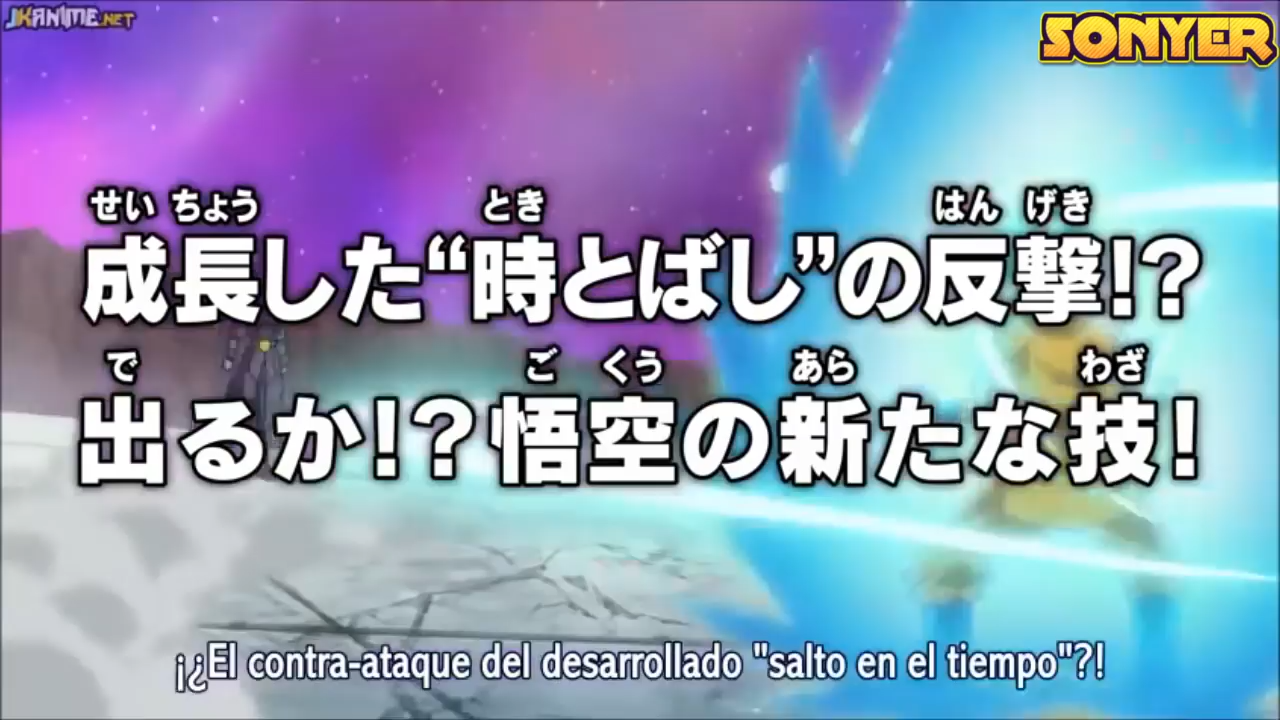 JKANIME.NET
SONYER
せい ちょう とき はん げき
成長した“時とばし”の反撃!?
で ご くう あら わざ
出るか!?悟空の新たな技!
¡¿El contra-ataque del desarrollado "salto en el tiempo"?!